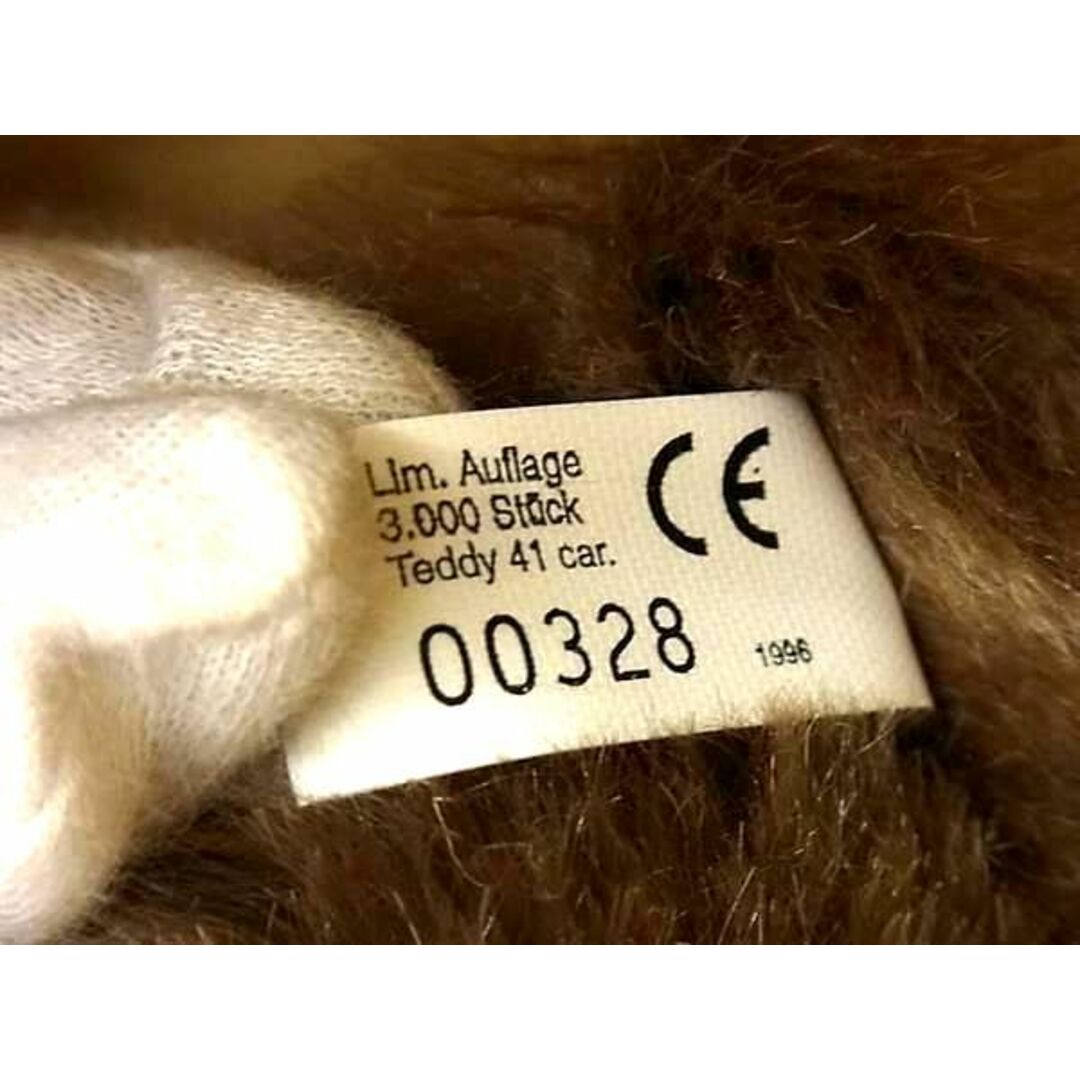 Lim. Auflage
3.000 Stück
Teddy 41 car.
CE
00328
1996